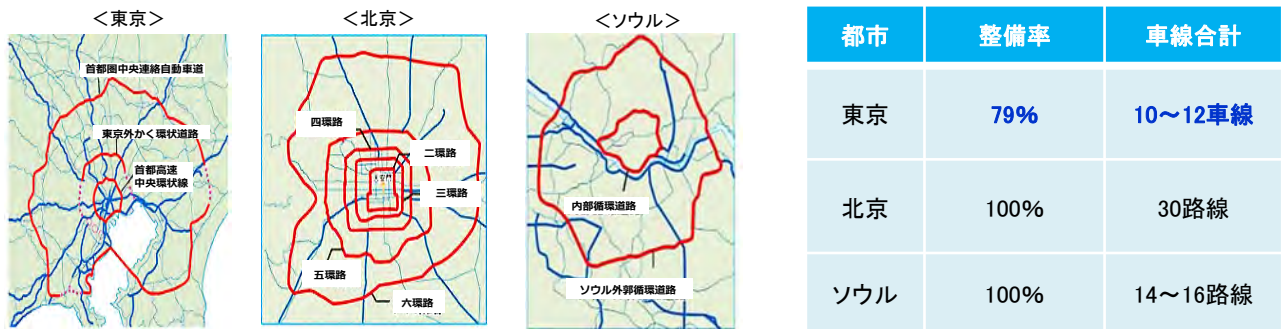 ＜東京＞
首都圏中央連絡自動車道
東京外かく環状道路
首都高速
中央環状線
＜北京＞
四環路
二環路
三環路
五環路
六環路
＜ソウル＞
内部循環道路
ソウル外郭循環道路
都市 整備率 車線合計
東京 79% 10～12車線
北京 100% 30路線
ソウル 100% 14～16路線